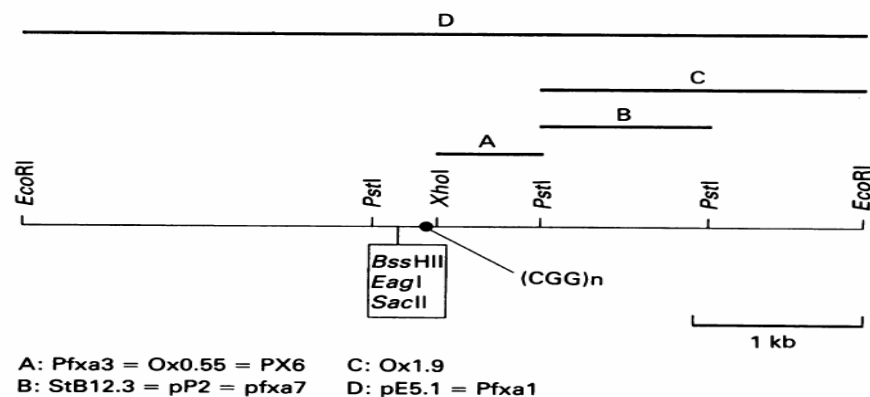 D
C
B
A
EcoRI
PstI
XhoI
PstI
PstI
EcoRI
BssHII
EagI
SacII
(CGG)n
1 kb
A: Pfxa3 = Ox0.55 = PX6 C: Ox1.9
B: StB12.3 = pP2 = pfxa7 D: pE5.1 = Pfxa1